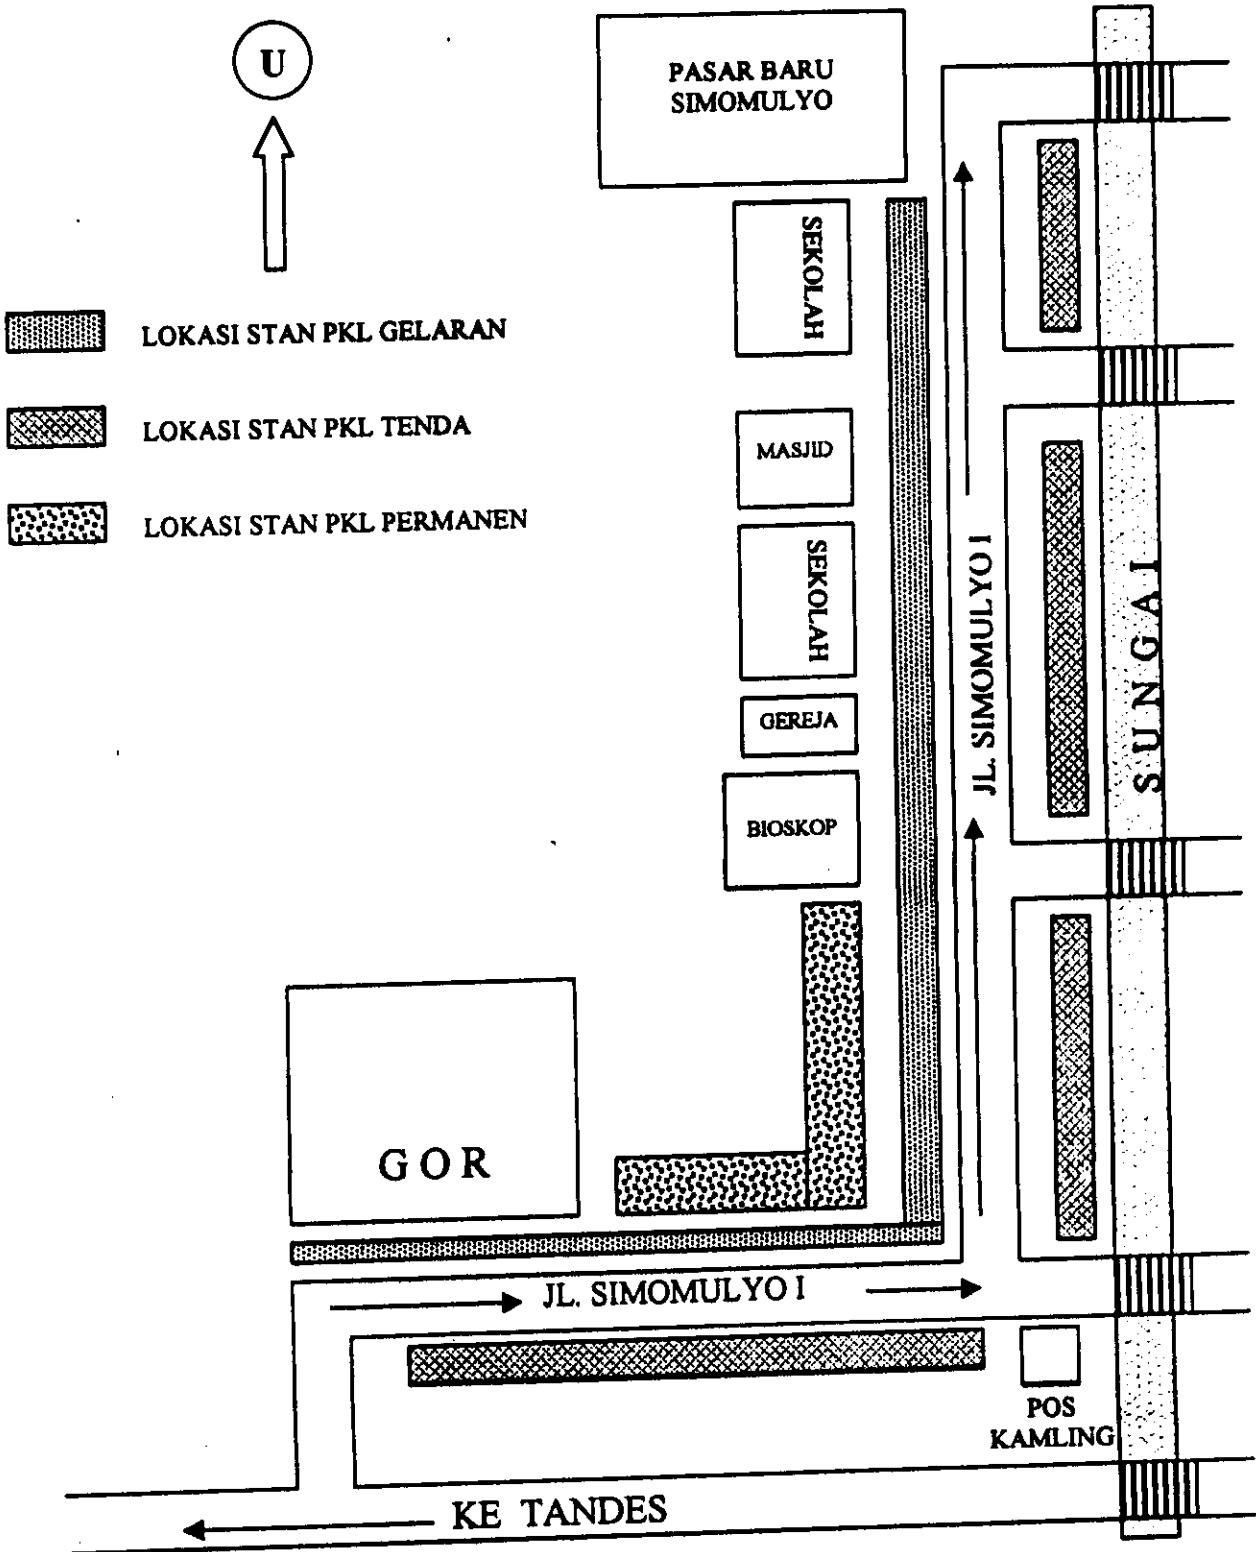 U
PASAR BARU
SIMOMULYO
SEKOLAH
LOKASI STAN PKL GELARAN
LOKASI STAN PKL TENDA
MASJID
LOKASI STAN PKL PERMANEN
SEKOLAH
JL. SIMOMULYO I
SUNGAI
GEREJA
BIOSKOP
GOR
JL. SIMOMULYO I
POS
KAMLING
KE TANDES